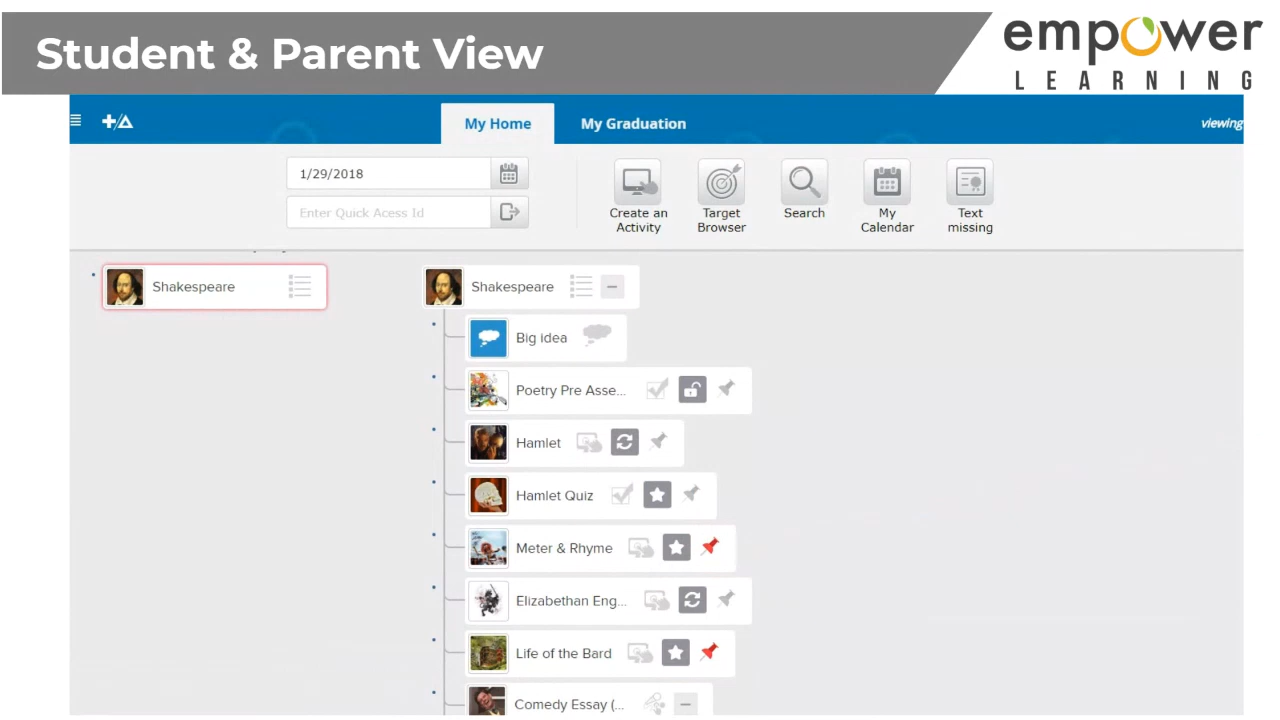 Student & Parent View
empower
LEARNING
My Home
My Graduation
viewing
1/29/2018
Enter Quick Acess Id
Create an
Activity
Target
Browser
Search
My
Calendar
Text
missing
Shakespeare
Shakespeare
Big idea
Poetry Pre Asse...
Hamlet
Hamlet Quiz
Meter & Rhyme
Elizabethan Eng...
Life of the Bard
Comedy Essay (...